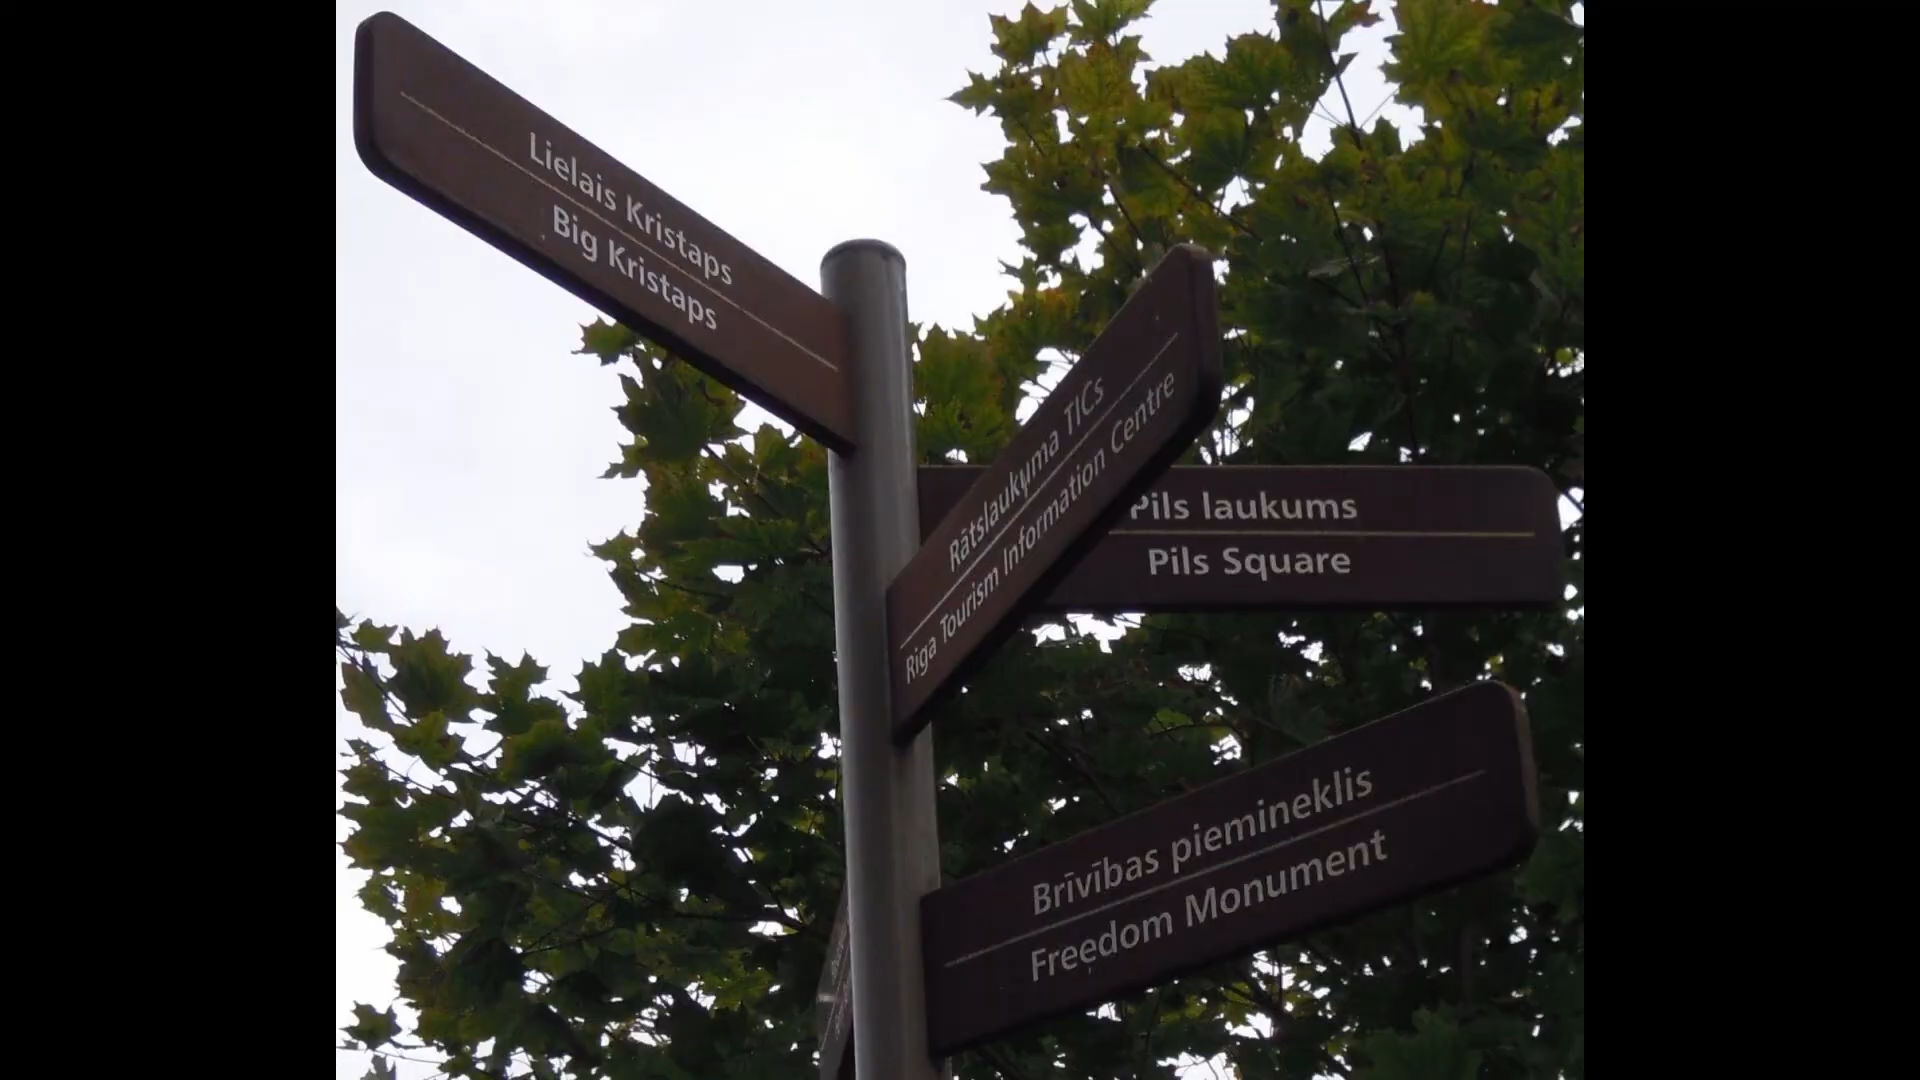 Lielais Kristaps
Big Kristaps
Rātslaukuma TICs
Riga Tourism Information Centre
Pils laukums
Pils Square
Brīvības piemineklis
Freedom Monument